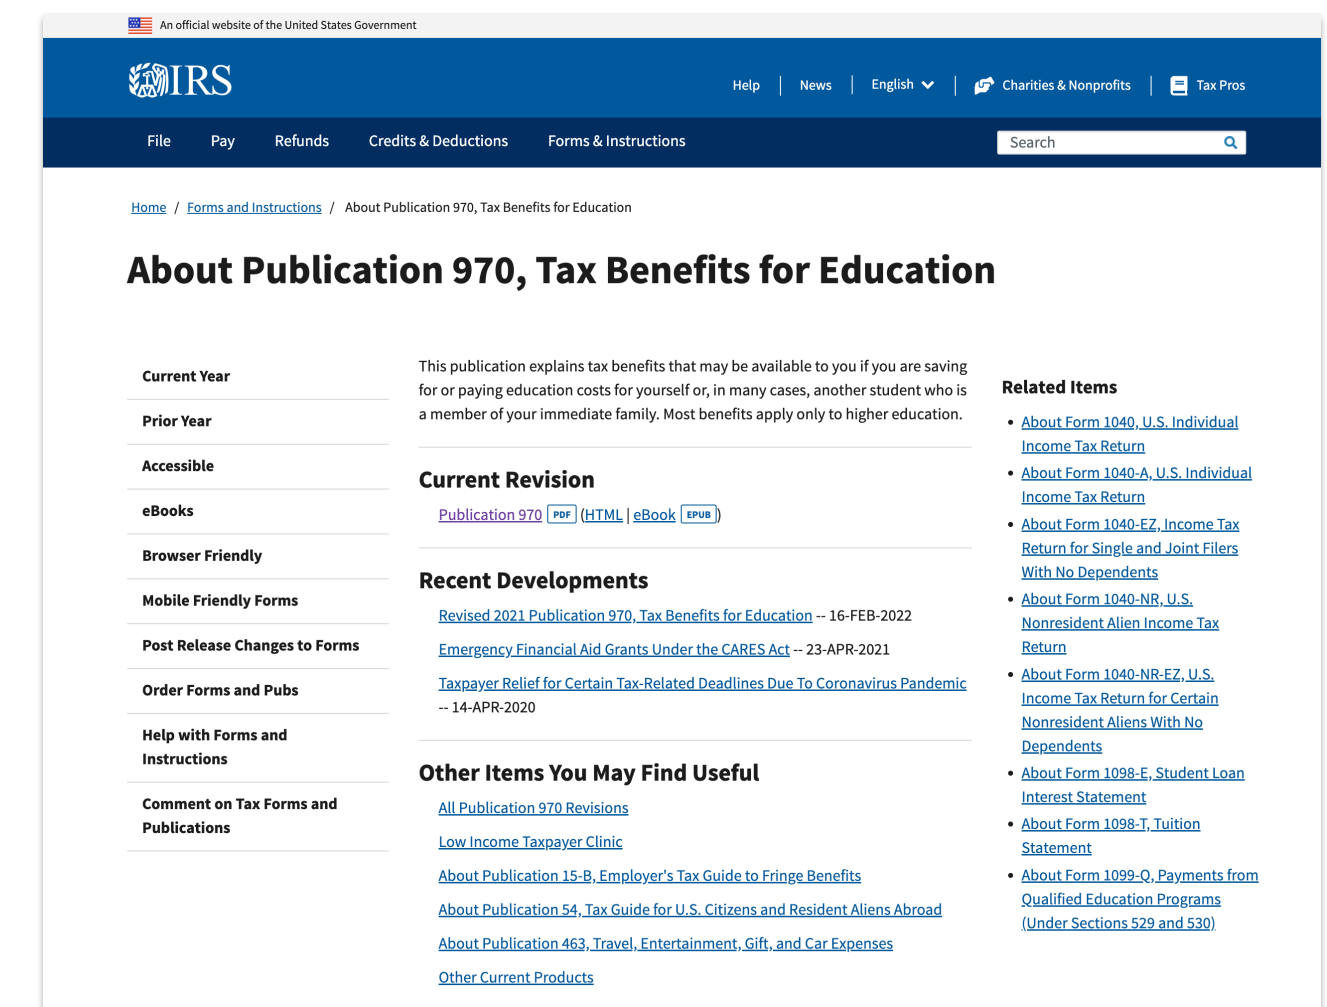 An official website of the United States Government
IRS
Help
News
English
Charities & Nonprofits
Tax Pros
File
Pay
Refunds
Credits & Deductions
Forms & Instructions
Search
Home / Forms and Instructions / About Publication 970, Tax Benefits for Education
About Publication 970, Tax Benefits for Education
Current Year
Prior Year
Accessible
eBooks
Browser Friendly
Mobile Friendly Forms
Post Release Changes to Forms
Order Forms and Pubs
Help with Forms and
Instructions
Comment on Tax Forms and
Publications
This publication explains tax benefits that may be available to you if you are saving
for or paying education costs for yourself or, in many cases, another student who is
a member of your immediate family. Most benefits apply only to higher education.
Current Revision
Publication 970 PDF (HTML | eBook EPUB)
Recent Developments
Revised 2021 Publication 970, Tax Benefits for Education -- 16-FEB-2022
Emergency Financial Aid Grants Under the CARES Act -- 23-APR-2021
Taxpayer Relief for Certain Tax-Related Deadlines Due To Coronavirus Pandemic
-- 14-APR-2020
Other Items You May Find Useful
All Publication 970 Revisions
Low Income Taxpayer Clinic
About Publication 15-B, Employer's Tax Guide to Fringe Benefits
About Publication 54, Tax Guide for U.S. Citizens and Resident Aliens Abroad
About Publication 463, Travel, Entertainment, Gift, and Car Expenses
Other Current Products
Related Items
• About Form 1040, U.S. Individual
Income Tax Return
• About Form 1040-A, U.S. Individual
Income Tax Return
• About Form 1040-EZ, Income Tax
Return for Single and Joint Filers
With No Dependents
• About Form 1040-NR, U.S.
Nonresident Alien Income Tax
Return
• About Form 1040-NR-EZ, U.S.
Income Tax Return for Certain
Nonresident Aliens With No
Dependents
• About Form 1098-E, Student Loan
Interest Statement
• About Form 1098-T, Tuition
Statement
• About Form 1099-Q, Payments from
Qualified Education Programs
(Under Sections 529 and 530)